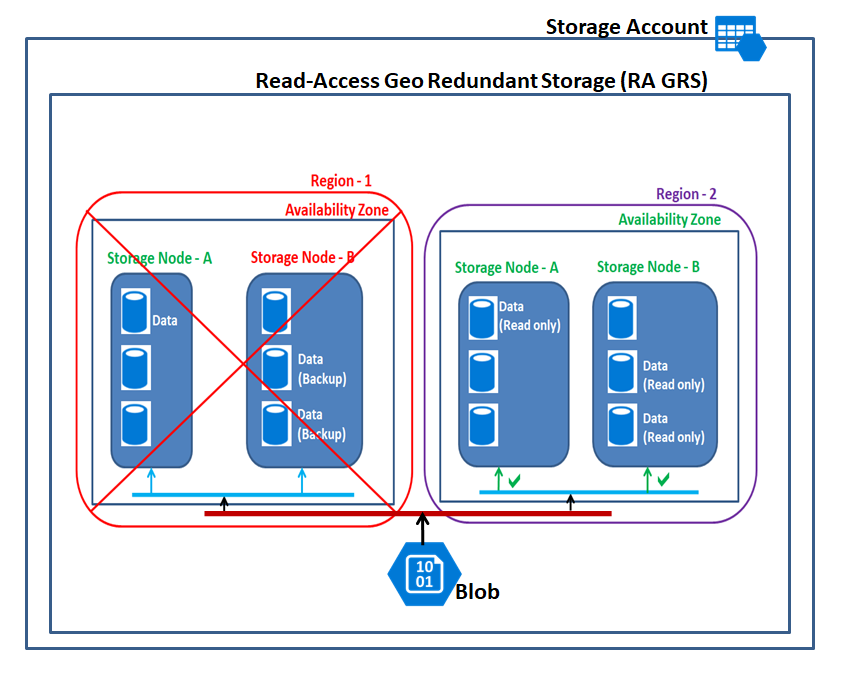 Storage Account
Read-Access Geo Redundant Storage (RA GRS)
Region - 1
Availability Zone
Storage Node - A
Storage Node - B
Data
Data
(Backup)
Data
(Backup)
Region - 2
Availability Zone
Storage Node - A
Storage Node - B
Data
(Read only)
Data
(Read only)
Data
(Read only)
10
01
Blob